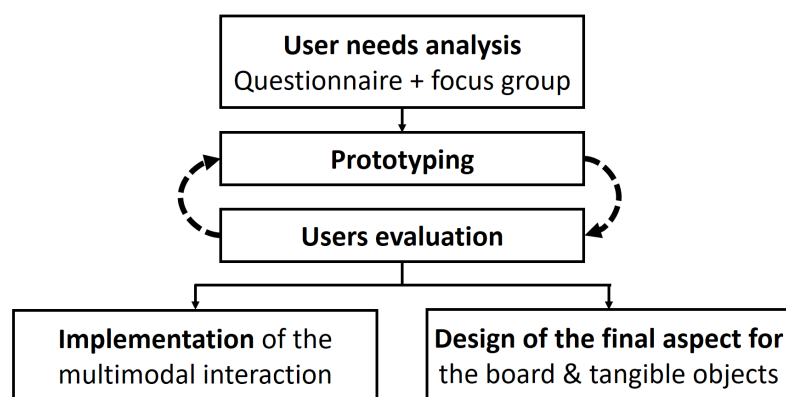 User needs analysis
Questionnaire + focus group
Prototyping
Users evaluation
Implementation of the
multimodal interaction
Design of the final aspect for
the board & tangible objects